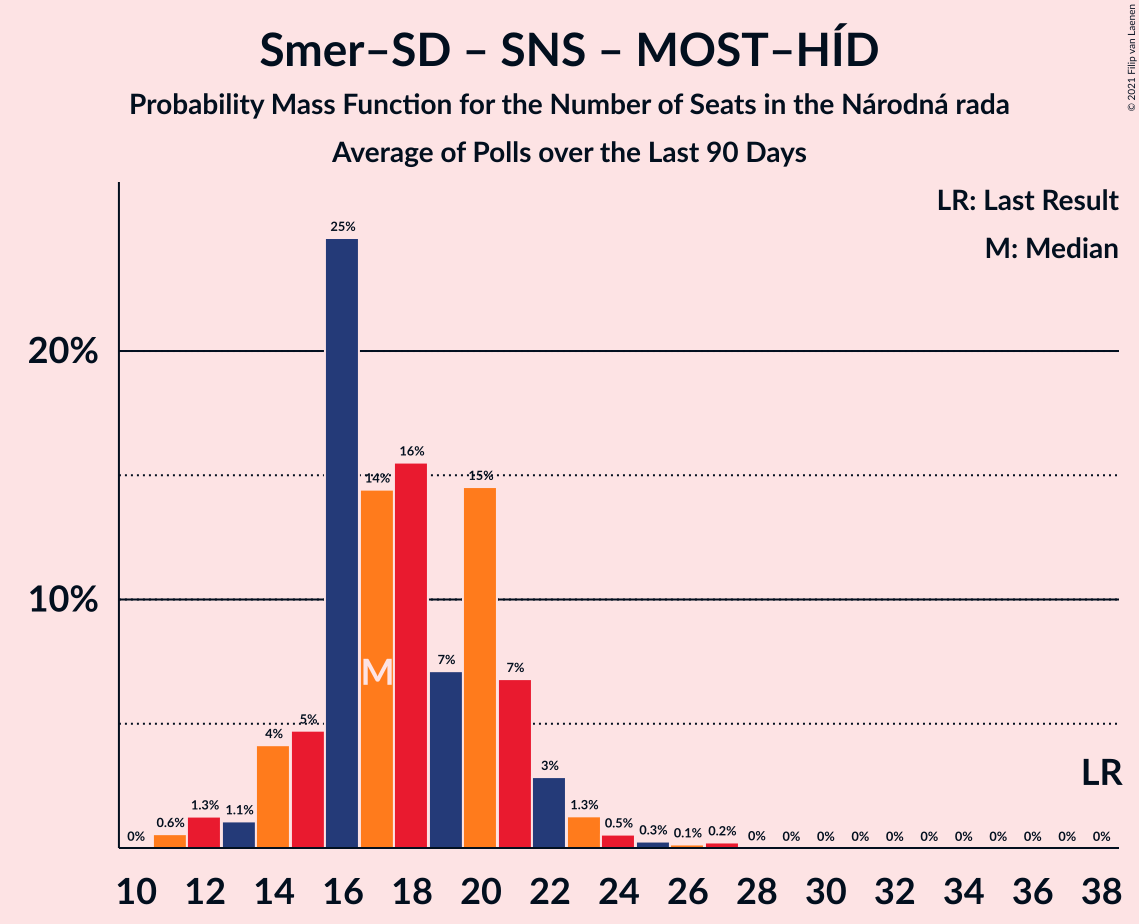 Smer–SD – SNS – MOST–HÍD
Probability Mass Function for the Number of Seats in the Národná rada
Average of Polls over the Last 90 Days
© 2021 Filip van Laenen
LR: Last Result
M: Median
20%
10%
0% 0.6% 1.3% 1.1% 4% 5% 25% 14% 16% 7% 15% 7% 3% 1.3% 0.5% 0.3% 0.1% 0.2% 0% 0% 0% 0% 0% 0% 0% 0% 0% 0% 0%
M
LR
10 12 14 16 18 20 22 24 26 28 30 32 34 36 38